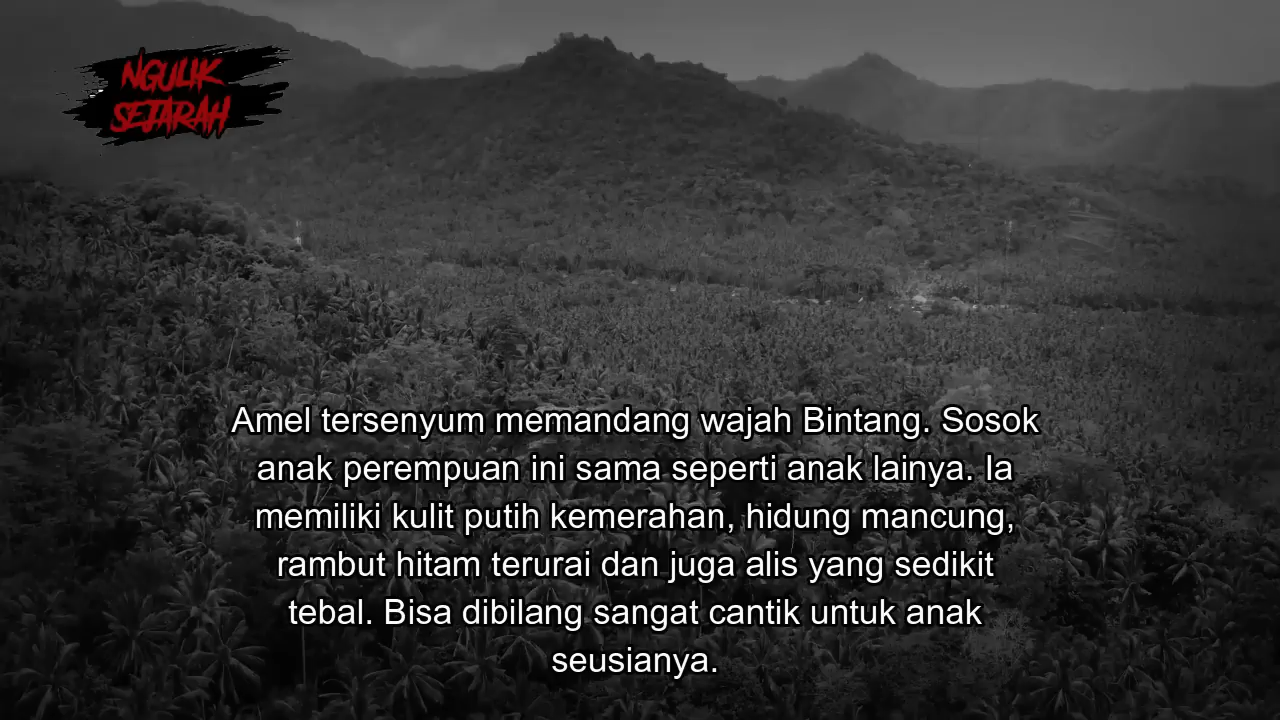 NGULIK
SEJARAH
Amel tersenyum memandang wajah Bintang. Sosok
anak perempuan ini sama seperti anak lainya. Ia
memiliki kulit putih kemerahan, hidung mancung,
rambut hitam terurai dan juga alis yang sedikit
tebal. Bisa dibilang sangat cantik untuk anak
seusianya.